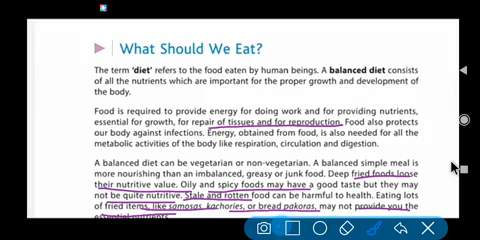 What Should We Eat?
The term 'diet' refers to the food eaten by human beings. A balanced diet consists
of all the nutrients which are important for the proper growth and development of
the body.
Food is required to provide energy for doing work and for providing nutrients,
essential for growth, for repair of tissues and for reproduction. Food also protects
our body against infections. Energy, obtained from food, is also needed for all the
metabolic activities of the body like respiration, circulation and digestion.
A balanced diet can be vegetarian or non-vegetarian. A balanced simple meal is
more nourishing than an imbalanced, greasy or junk food. Deep fried foods loose
their nutritive value. Oily and spicy foods may have a good taste but they may
not be quite nutritive. Stale and rotten food can be harmful to health. Eating lots
of fried items, like samosas, kachories, or bread pakoras, may not provide you the
essential nutrients.